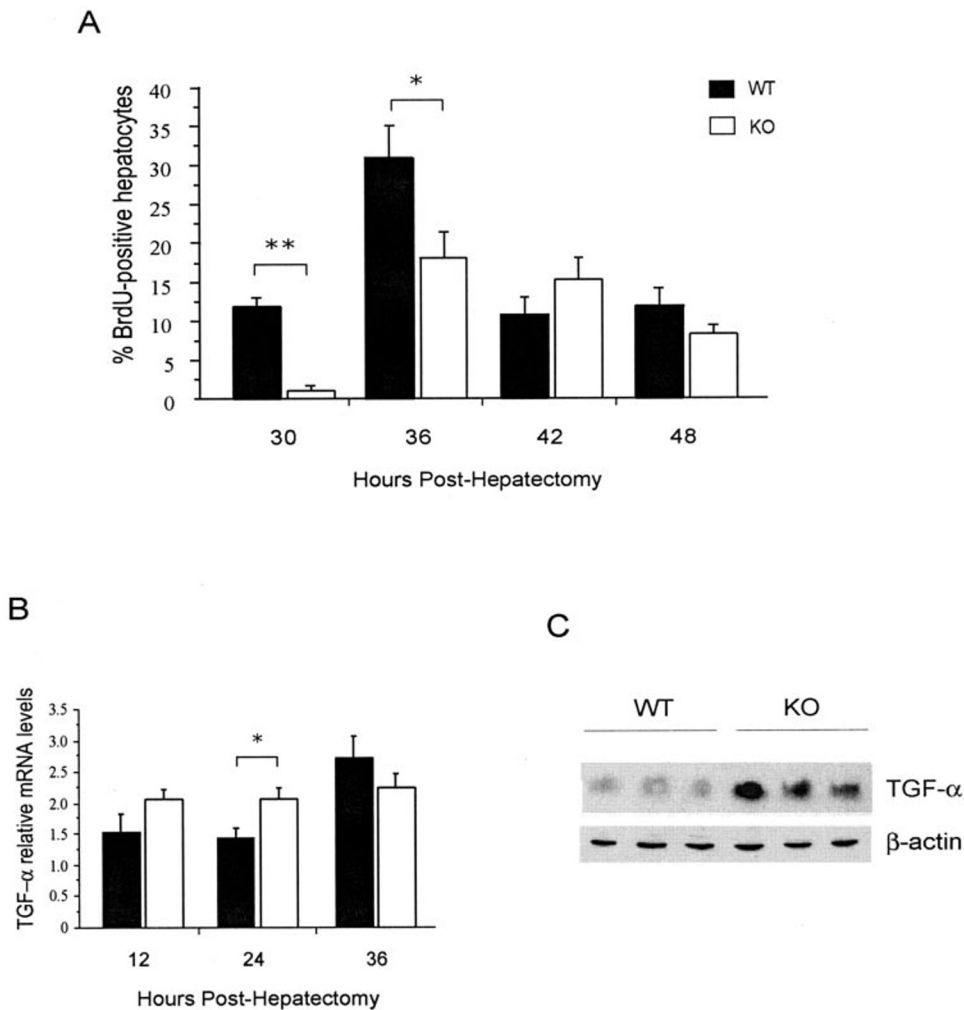 A
% BrdU-positive hepatocytes
40
35
30
25
20
15
10
5
0
**
*
WT
KO
30 36 42 48
Hours Post-Hepatectomy
B
TGF-α relative mRNA levels
3.5
3.0
2.5
2.0
1.5
1.0
0.5
0
*
12 24 36
Hours Post-Hepatectomy
C
WT KO
TGF-α
β-actin